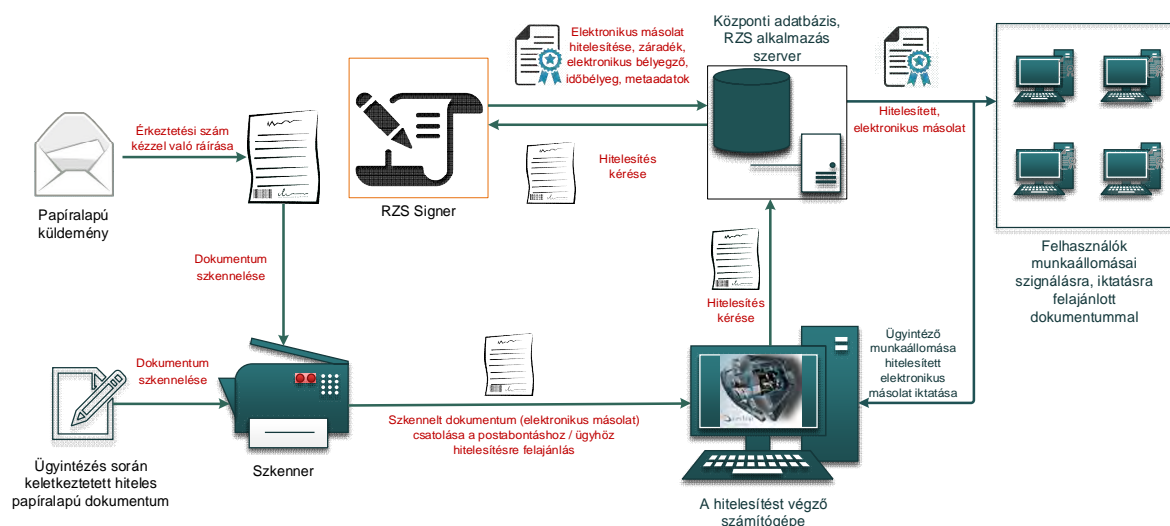 Elektronikus másolat
hitelesítése, záradék,
elektronikus bélyegző,
időbélyeg, metaadatok
Központi adatbázis,
RZS alkalmazás
szerver
Érkeztetési szám
kézzel való ráírása
Hitelesített,
elektronikus másolat
Hitelesítés
kérése
Papíralapú
küldemény
RZS Signer
Felhasználók
munkaállomásai
szignálásra, iktatásra
felajánlott
dokumentummal
Dokumentum
szkennelése
Hitelesítés
kérése
Ügyintéző
munkaállomása
hitelesített
elektronikus
másolat iktatása
Dokumentum
szkennelése
Szkennelt dokumentum (elektronikus másolat)
csatolása a postabontáshoz / ügyhöz
hitelesítésre felajánlás
Szkenner
Ügyintézés során
keletkeztetett hiteles
papíralapú dokumentum
A hitelesítést végző
számítógépe